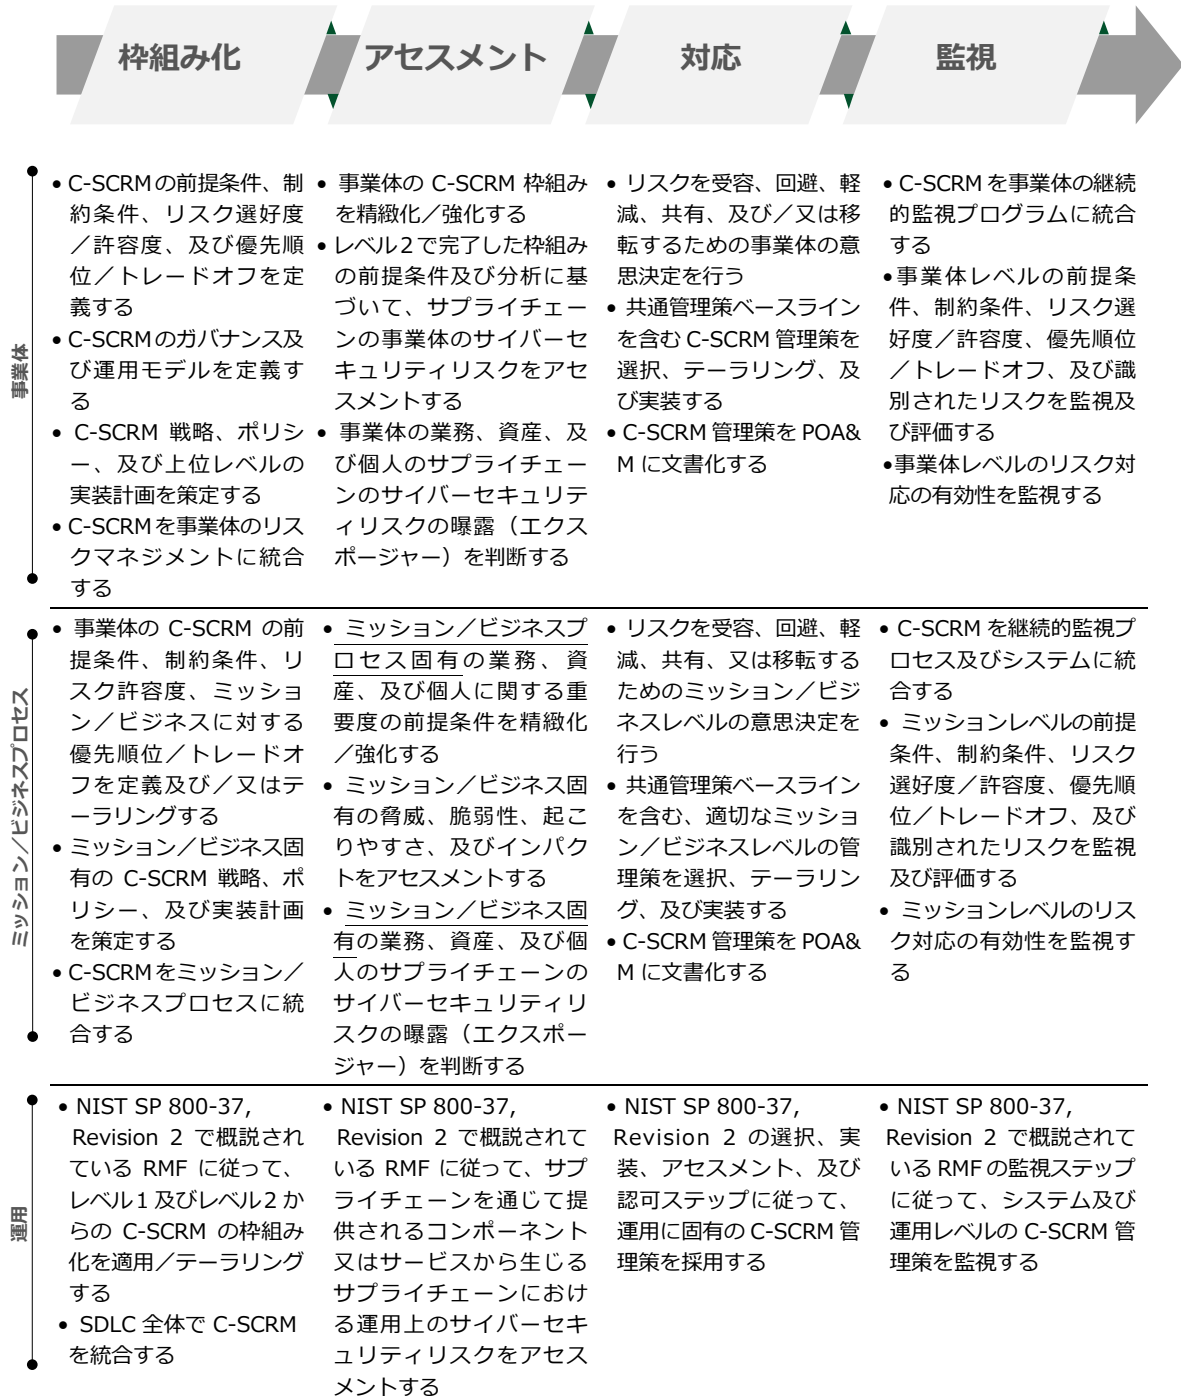 枠組み化
アセスメント
対応
監視
事業体
• C-SCRMの前提条件、制
約条件、リスク選好度
／許容度、及び優先順
位／トレードオフを定
義する
• C-SCRMのガバナンス及
び運用モデルを定義す
る
• C-SCRM 戦略、ポリシ
ー、及び上位レベルの
実装計画を策定する
• C-SCRMを事業体のリス
クマネジメントに統合
する
• 事業体の C-SCRM 枠組み
を精緻化／強化する
• レベル2で完了した枠組み
の前提条件及び分析に基
づいて、サプライチェー
ンの事業体のサイバーセ
キュリティリスクをアセ
スメントする
• 事業体の業務、資産、及
び個人のサプライチェー
ンのサイバーセキュリテ
ィリスクの曝露（エクス
ポージャー）を判断する
• リスクを受容、回避、軽
減、共有、及び／又は移
転するための事業体の意
思決定を行う
• 共通管理策ベースライン
を含む C-SCRM 管理策を
選択、テーラリング、及
び実装する
• C-SCRM 管理策を POA&
M に文書化する
• C-SCRM を事業体の継続
的監視プログラムに統合
する
•事業体レベルの前提条
件、制約条件、リスク選
好度／許容度、優先順位
／トレードオフ、及び識
別されたリスクを監視及
び評価する
•事業体レベルのリスク対
応の有効性を監視する
ミッション／ビジネスプロセス
• 事業体の C-SCRM の前
提条件、制約条件、リ
スク許容度、ミッショ
ン／ビジネスに対する
優先順位／トレードオ
フを定義及び／又はテ
ーラリングする
• ミッション／ビジネス固
有の C-SCRM 戦略、ポ
リシー、及び実装計画
を策定する
• C-SCRMをミッション／
ビジネスプロセスに統
合する
• ミッション／ビジネスプ
ロセス固有の業務、資
産、及び個人に関する重
要度の前提条件を精緻化
／強化する
• ミッション／ビジネス固
有の脅威、脆弱性、起こ
りやすさ、及びインパク
トをアセスメントする
• ミッション／ビジネス固
有の業務、資産、及び個
人のサプライチェーンの
サイバーセキュリティリ
スクの曝露（エクスポー
ジャー）を判断する
• リスクを受容、回避、軽
減、共有、又は移転する
ためのミッション／ビジ
ネスレベルの意思決定を
行う
• 共通管理策ベースライン
を含む、適切なミッショ
ン／ビジネスレベルの管
理策を選択、テーラリン
グ、及び実装する
• C-SCRM 管理策を POA&
M に文書化する
• C-SCRM を継続的監視プ
ロセス及びシステムに統
合する
• ミッションレベルの前提
条件、制約条件、リスク
選好度／許容度、優先順
位／トレードオフ、及び
識別されたリスクを監視
及び評価する
• ミッションレベルのリス
ク対応の有効性を監視す
る
運用
• NIST SP 800-37,
Revision 2 で概説され
ている RMF に従って、
レベル1 及びレベル2 か
らの C-SCRM の枠組み
化を適用／テーラリング
する
• SDLC 全体で C-SCRM
を統合する
• NIST SP 800-37,
Revision 2 で概説されて
いる RMF に従って、サプ
ライチェーンを通じて提
供されるコンポーネント
又はサービスから生じる
サプライチェーンにおけ
る運用上のサイバーセキ
ュリティリスクをアセス
メントする
• NIST SP 800-37,
Revision 2 の選択、実
装、アセスメント、及び
認可ステップに従って、
運用に固有の C-SCRM 管
理策を採用する
• NIST SP 800-37,
Revision 2 で概説されて
いる RMF の監視ステップ
に従って、システム及び
運用レベルの C-SCRM 管
理策を監視する